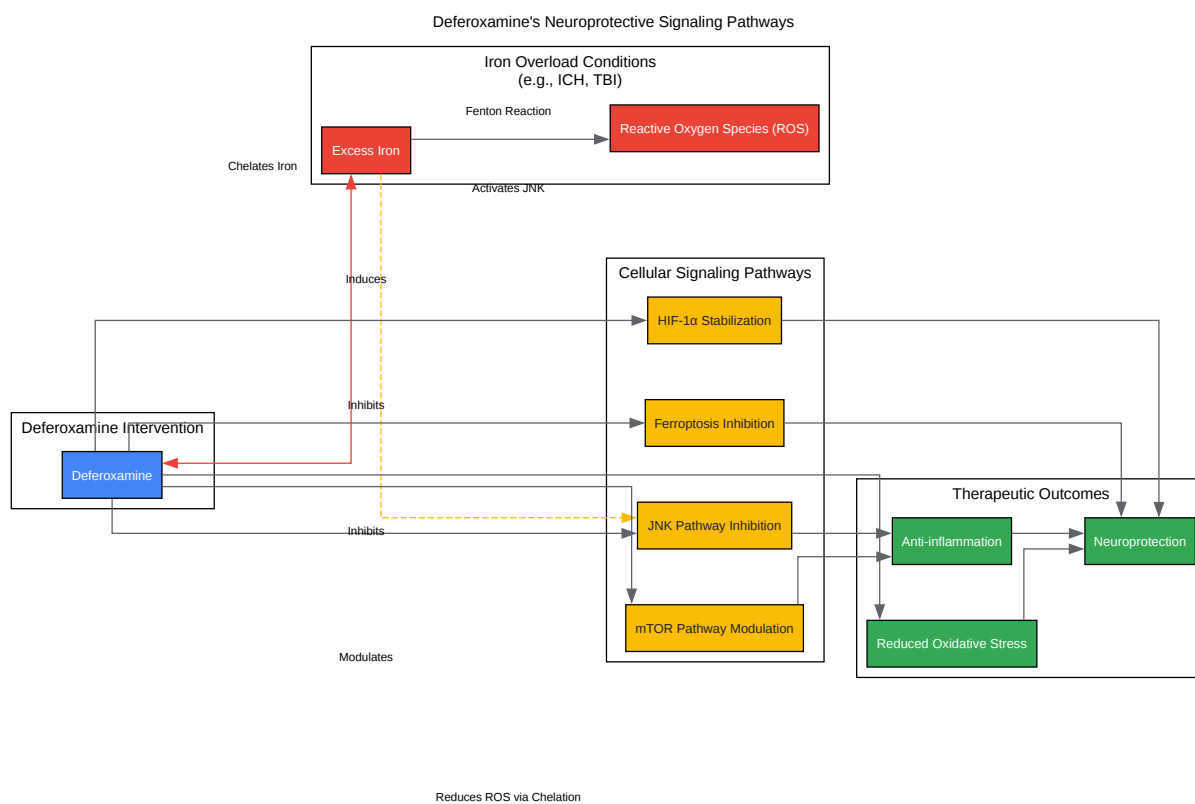 Deferoxamine's Neuroprotective Signaling Pathways
Iron Overload Conditions
(e.g., ICH, TBI)
Fenton Reaction
Reactive Oxygen Species (ROS)
Excess Iron
Chelates Iron
Activates JNK
Induces
Cellular Signaling Pathways
HIF-1α Stabilization
Inhibits
Ferroptosis Inhibition
Deferoxamine Intervention
Deferoxamine
Therapeutic Outcomes
JNK Pathway Inhibition
Inhibits
Anti-inflammation
Neuroprotection
mTOR Pathway Modulation
Reduced Oxidative Stress
Modulates
Reduces ROS via Chelation